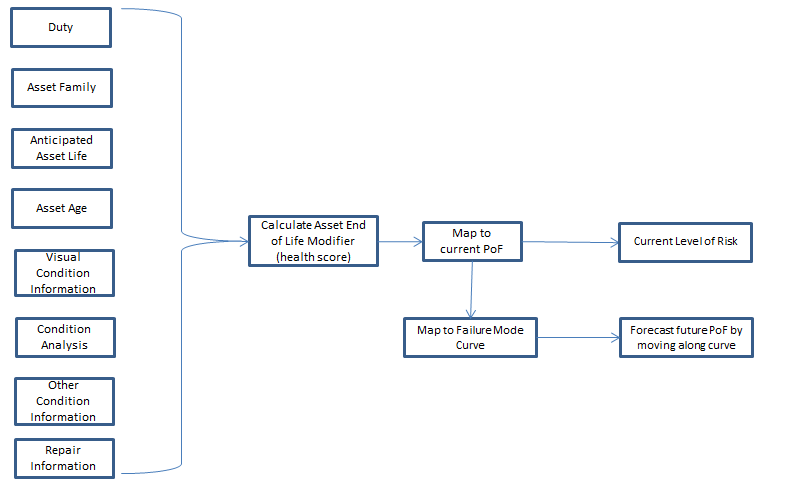 Duty
Asset Family
Anticipated
Asset Life
Asset Age
Visual
Condition
Information
Condition
Analysis
Other
Condition
Information
Repair
Information
Calculate Asset End
of Life Modifier
(health score)
Map to
current PoF
Current Level of Risk
Map to Failure Mode
Curve
Forecast future PoF by
moving along curve